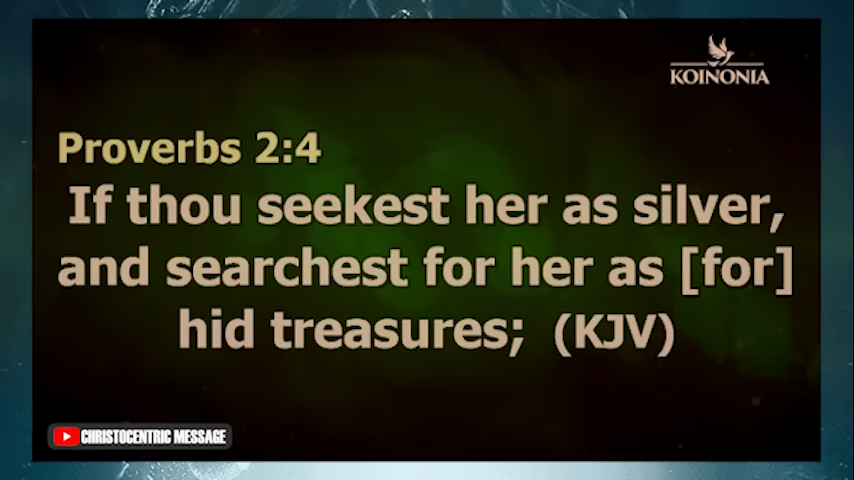 KOINONIA
Proverbs 2:4
If thou seekest her as silver,
and searchest for her as [for]
hid treasures; (KJV)
CHRISTOCENTRIC MESSAGE